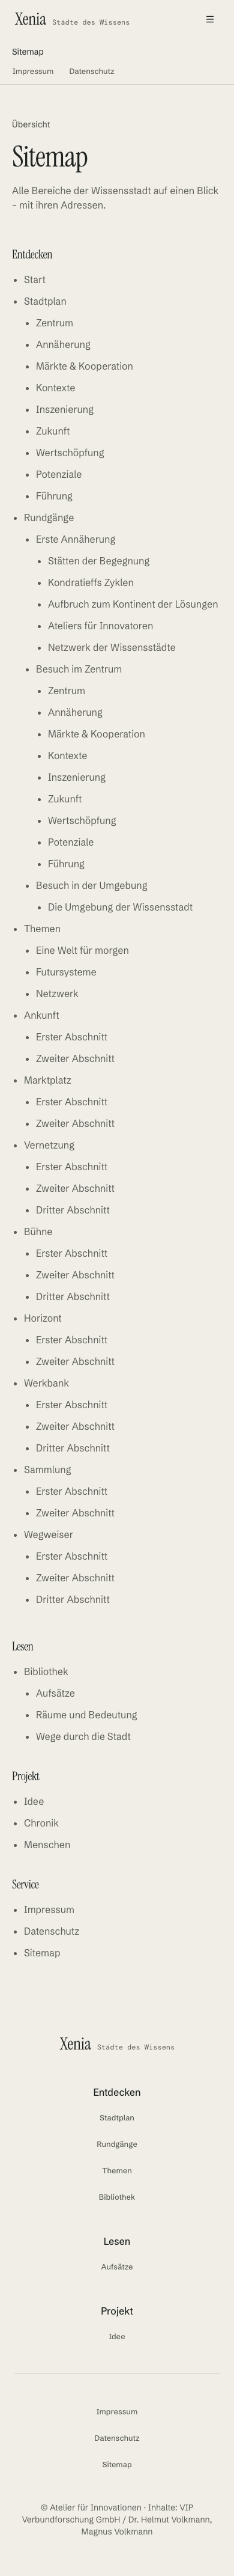 Xenia Städte des Wissens
Sitemap
Impressum Datenschutz
Übersicht
Sitemap
Alle Bereiche der Wissensstadt auf einen Blick
– mit ihren Adressen.
Entdecken
Start
Stadtplan
Zentrum
Annäherung
Märkte & Kooperation
Kontexte
Inszenierung
Zukunft
Wertschöpfung
Potenziale
Führung
Rundgänge
Erste Annäherung
Stätten der Begegnung
Kondratieffs Zyklen
Aufbruch zum Kontinent der Lösungen
Ateliers für Innovatoren
Netzwerk der Wissensstädte
Besuch im Zentrum
Zentrum
Annäherung
Märkte & Kooperation
Kontexte
Inszenierung
Zukunft
Wertschöpfung
Potenziale
Führung
Besuch in der Umgebung
Die Umgebung der Wissensstadt
Themen
Eine Welt für morgen
Futursysteme
Netzwerk
Ankunft
Erster Abschnitt
Zweiter Abschnitt
Marktplatz
Erster Abschnitt
Zweiter Abschnitt
Vernetzung
Erster Abschnitt
Zweiter Abschnitt
Dritter Abschnitt
Bühne
Erster Abschnitt
Zweiter Abschnitt
Dritter Abschnitt
Horizont
Erster Abschnitt
Zweiter Abschnitt
Werkbank
Erster Abschnitt
Zweiter Abschnitt
Dritter Abschnitt
Sammlung
Erster Abschnitt
Zweiter Abschnitt
Wegweiser
Erster Abschnitt
Zweiter Abschnitt
Dritter Abschnitt
Lesen
Bibliothek
Aufsätze
Räume und Bedeutung
Wege durch die Stadt
Projekt
Idee
Chronik
Menschen
Service
Impressum
Datenschutz
Sitemap
Xenia Städte des Wissens
Entdecken
Stadtplan
Rundgänge
Themen
Bibliothek
Lesen
Aufsätze
Projekt
Idee
Impressum
Datenschutz
Sitemap
© Atelier für Innovationen · Inhalte: VIP
Verbundforschung GmbH / Dr. Helmut Volkmann,
Magnus Volkmann